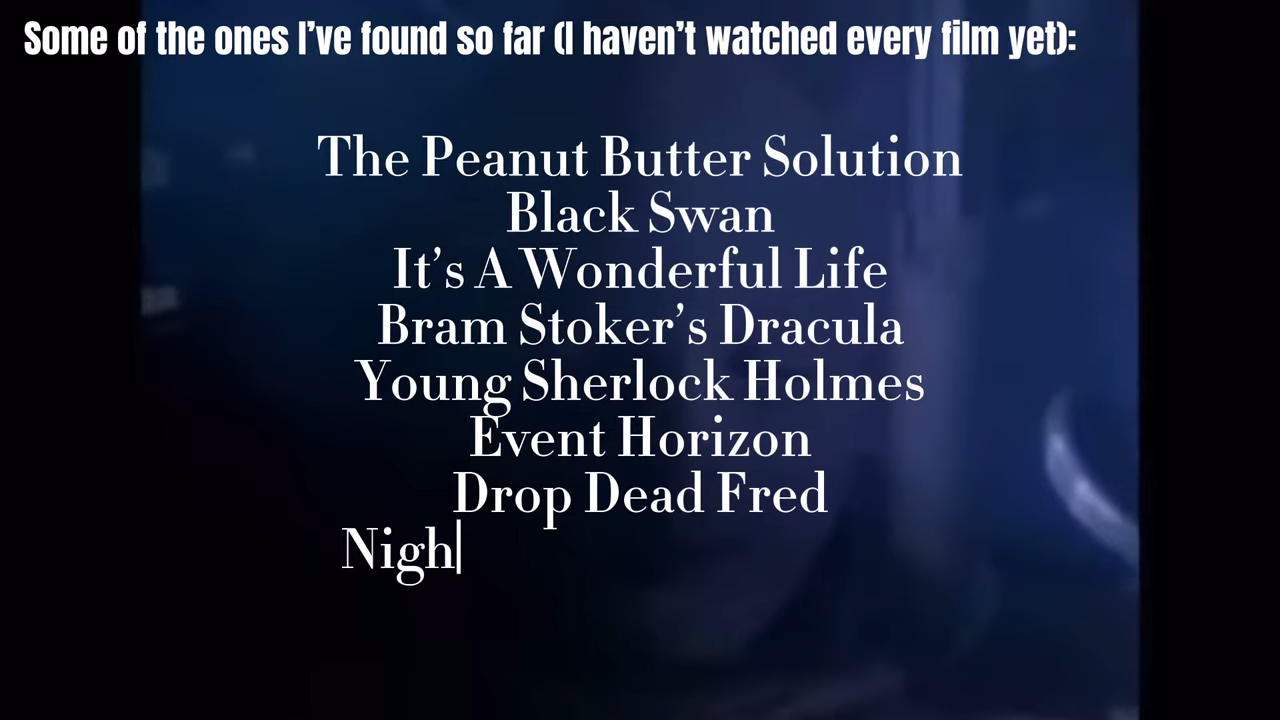 Some of the ones I’ve found so far (I haven’t watched every film yet):
The Peanut Butter Solution
Black Swan
It’s A Wonderful Life
Bram Stoker’s Dracula
Young Sherlock Holmes
Event Horizon
Drop Dead Fred
Nigh